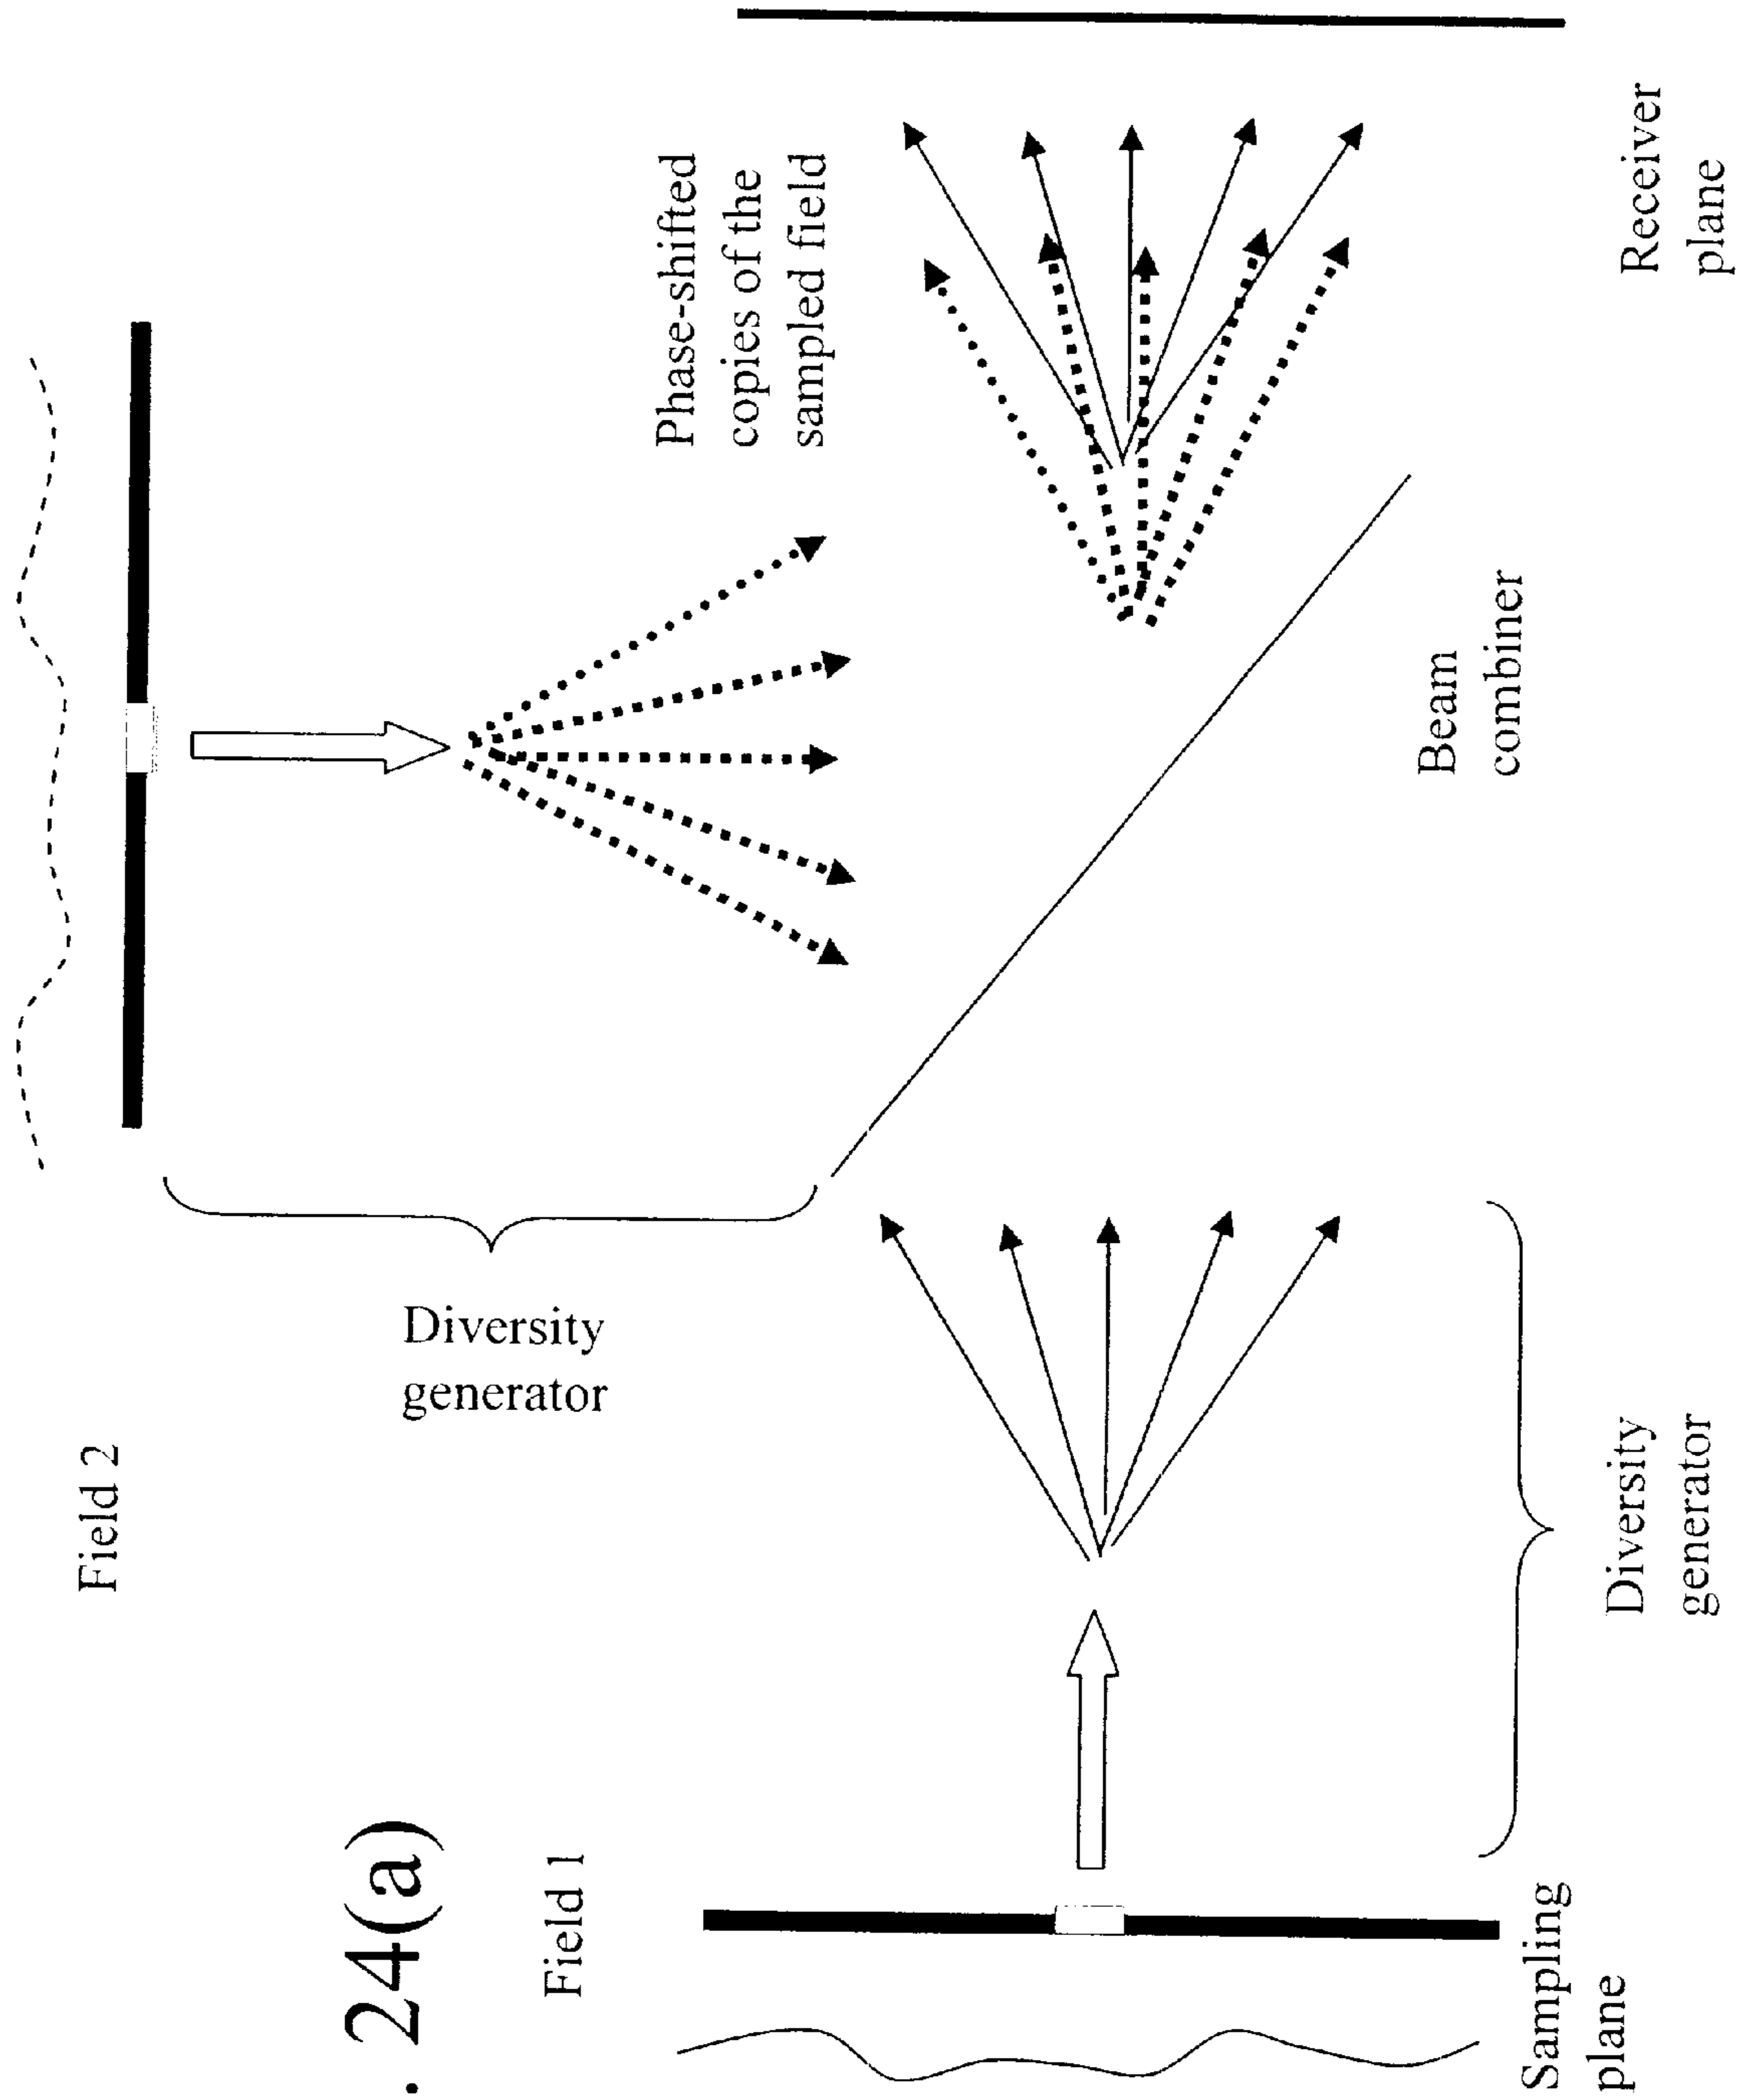 . 24(a)
Field 2
Field 1
Diversity
generator
Phase-shifted
copies of the
sampled field
Beam
combiner
Sampling
plane
Diversity
generator
Receiver
plane